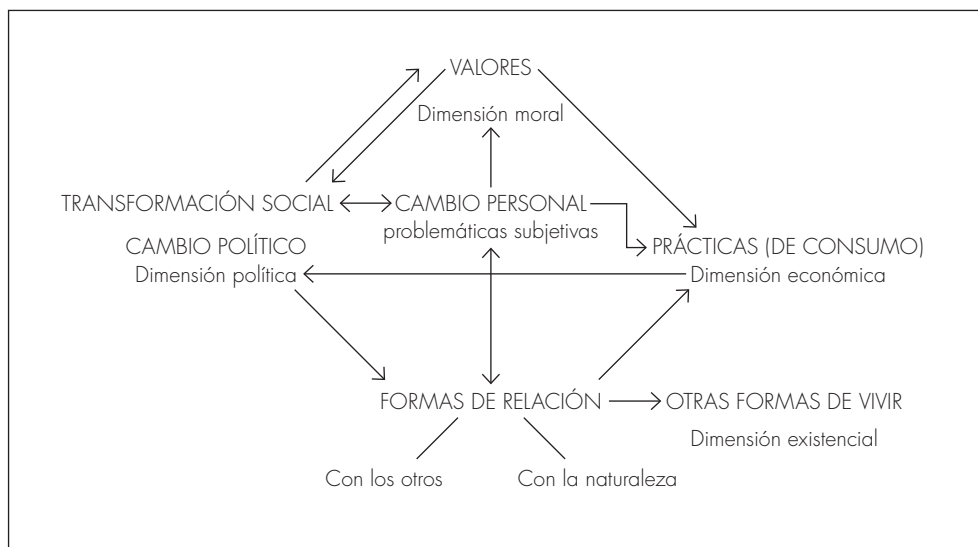 VALORES
Dimensión moral
TRANSFORMACIÓN SOCIAL
CAMBIO PERSONAL
problemáticas subjetivas
CAMBIO POLÍTICO
Dimensión política
PRÁCTICAS (DE CONSUMO)
Dimensión económica
FORMAS DE RELACIÓN
OTRAS FORMAS DE VIVIR
Dimensión existencial
Con los otros
Con la naturaleza